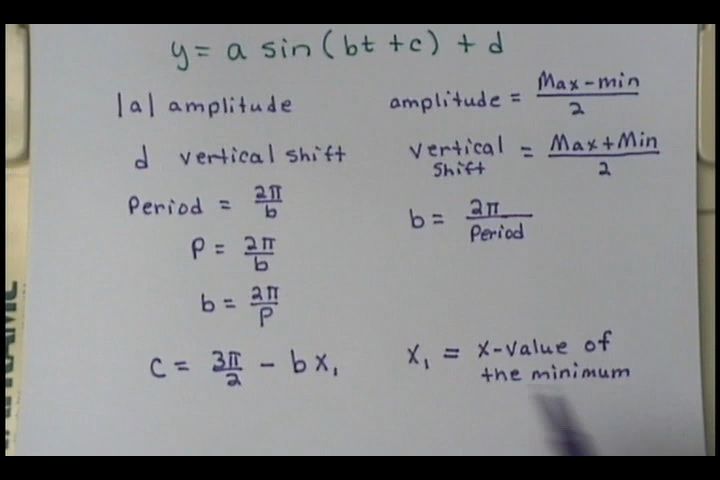 y = a sin (bt + c) + d
|a| amplitude
amplitude = Max - min / 2
d vertical shift
vertical shift = Max + Min / 2
Period = 2π / b
b = 2π / Period
P = 2π / b
b = 2π / P
c = 3π / 2 - bx₁
x₁ = x-value of
the minimum